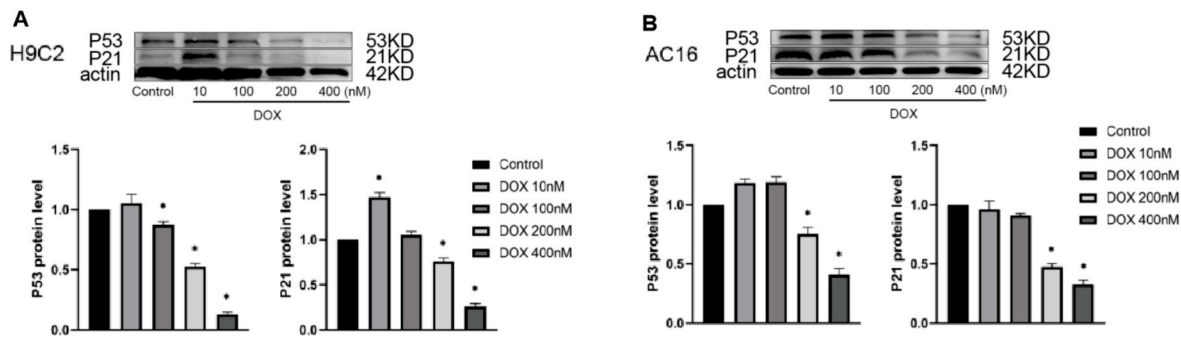 A
H9C2
P53 53KD
P21 21KD
actin 42KD
Control 10 100 200 400 (nM)
DOX
P53 protein level
1.5
1.0
0.5
0.0
*
*
*
P21 protein level
2.0
1.5
1.0
0.5
0.0
*
*
*
Control
DOX 10nM
DOX 100nM
DOX 200nM
DOX 400nM
B
AC16
P53 53KD
P21 21KD
actin 42KD
Control 10 100 200 400 (nM)
DOX
P53 protein level
1.5
1.0
0.5
0.0
*
*
P21 protein level
1.5
1.0
0.5
0.0
*
*
Control
DOX 10nM
DOX 100nM
DOX 200nM
DOX 400nM